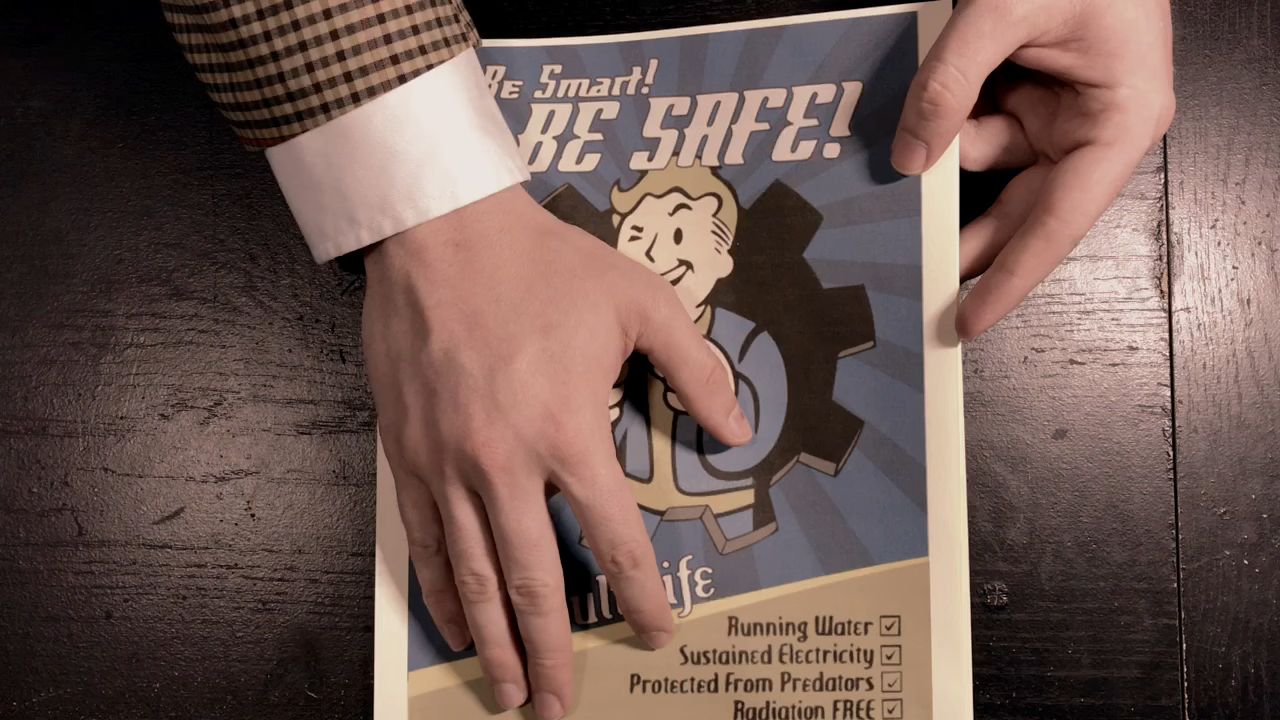 Be Smart!
BE SAFE!
Running Water
Sustained Electricity
Protected From Predators
Radiation FREE